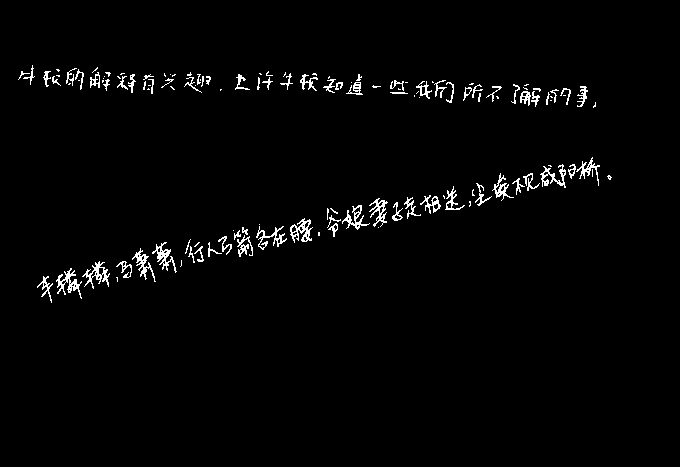 牛校的解释有兴趣，也许牛校知道一些我们所不了解的事，
车辚辚，马萧萧，行人弓箭各在腰，爷娘妻子走相送，尘埃不见咸阳桥。